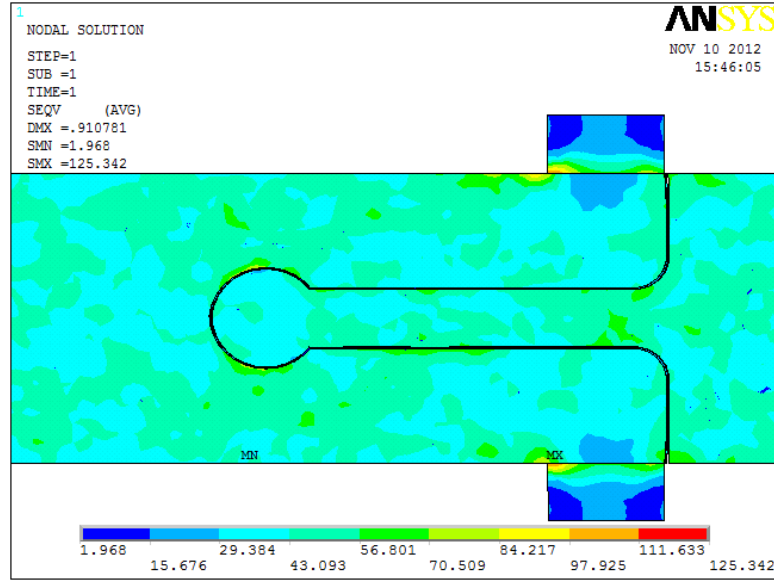 1
NODAL SOLUTION
STEP=1
SUB =1
TIME=1
SEQV (AVG)
DMX =.910781
SMN =1.968
SMX =125.342
ANSYS
NOV 10 2012
15:46:05
MN
MX
1.968 29.384 56.801 84.217 111.633
15.676 43.093 70.509 97.925 125.342